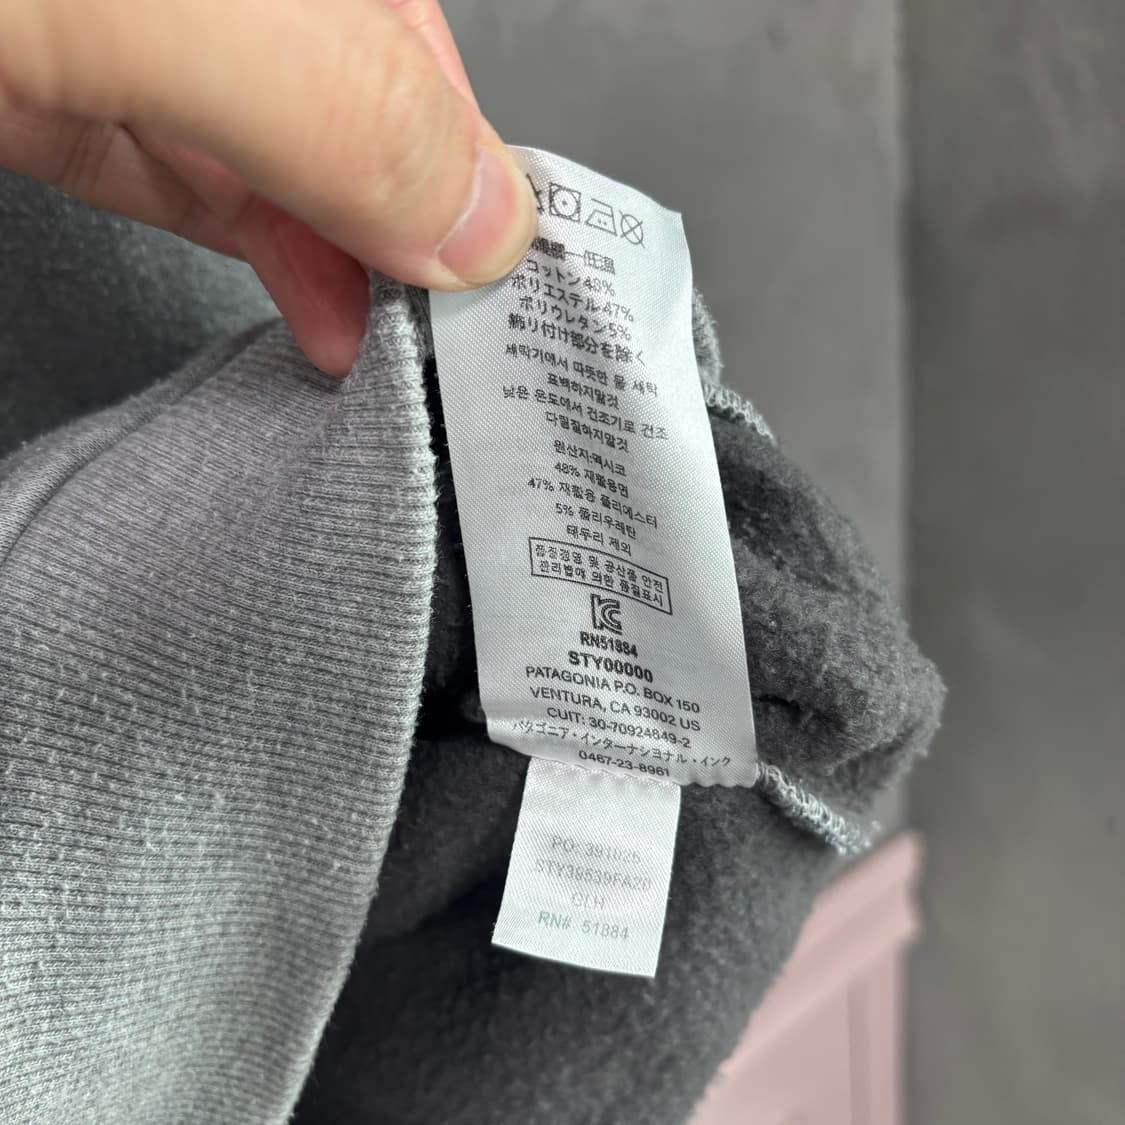 低温
コットン48%
ポリエステル47%
ポリウレタン5%
飾り付け部分を除く
세탁기에서 따뜻한 물 세탁
표백하지말것
낮은 온도에서 건조기로 건조
다림질하지말것
원산지:멕시코
48% 재활용면
47% 재활용 폴리에스터
5% 폴리우레탄
테두리 제외
품질경영 및 공산품 안전
관리법에 의한 품질표시
RN51884
STY00000
PATAGONIA P.O. BOX 150
VENTURA, CA 93002 US
CUIT: 30-70924849-2
パタゴニア・インターナショナル・インク
0467-23-8961
PO: 391026
STY39539FA20
GLH
RN# 51884